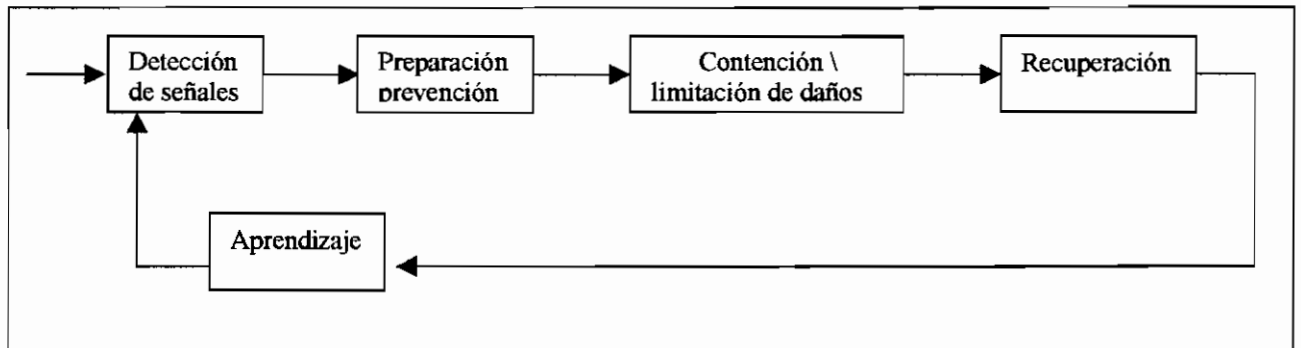 Detección
de señales
Preparación
prevención
Contención \
limitación de daños
Recuperación
Aprendizaje